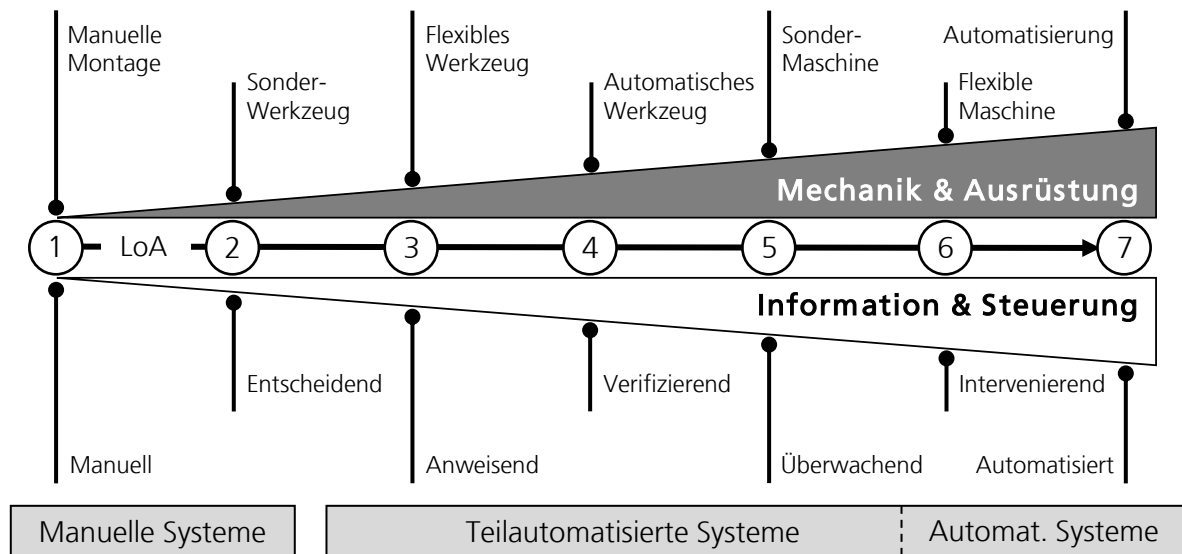 Manuelle
Montage
Sonder-
Werkzeug
Flexibles
Werkzeug
Automatisches
Werkzeug
Sonder-
Maschine
Flexible
Maschine
Automatisierung
Mechanik & Ausrüstung
1 LoA 2 3 4 5 6 7
Information & Steuerung
Entscheidend
Verifizierend
Intervenierend
Manuell
Anweisend
Überwachend
Automatisiert
Manuelle Systeme
Teilautomatisierte Systeme
Automat. Systeme